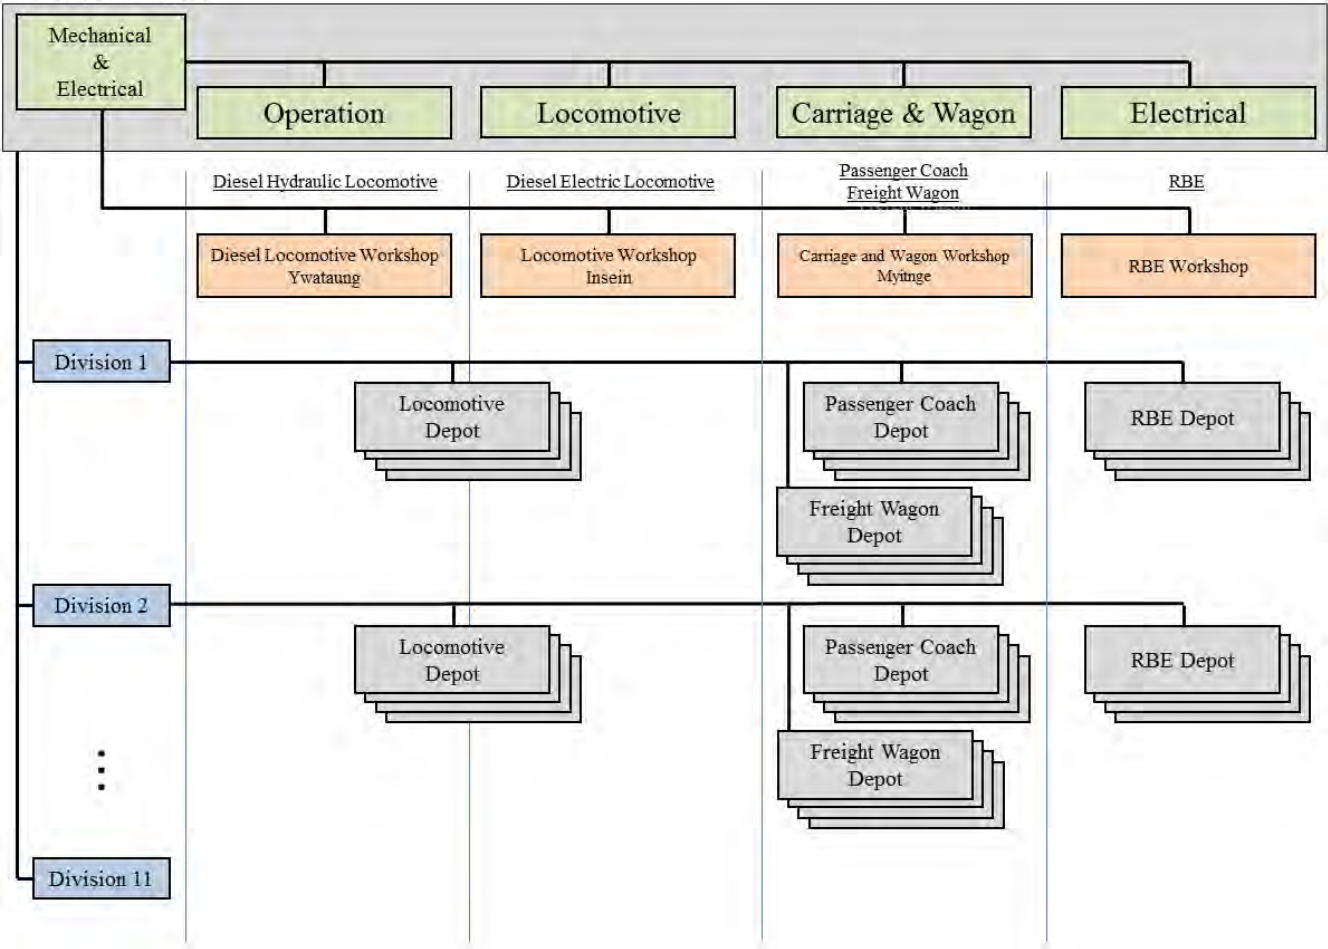 Mechanical
&
Electrical
Operation
Locomotive
Carriage & Wagon
Electrical
Diesel Hydraulic Locomotive
Diesel Electric Locomotive
Passenger Coach
Freight Wagon
RBE
Diesel Locomotive Workshop
Ywataung
Locomotive Workshop
Insein
Carriage and Wagon Workshop
Myitnge
RBE Workshop
Division 1
Locomotive
Depot
Passenger Coach
Depot
RBE Depot
Freight Wagon
Depot
Division 2
Locomotive
Depot
Passenger Coach
Depot
RBE Depot
Freight Wagon
Depot
Division 11